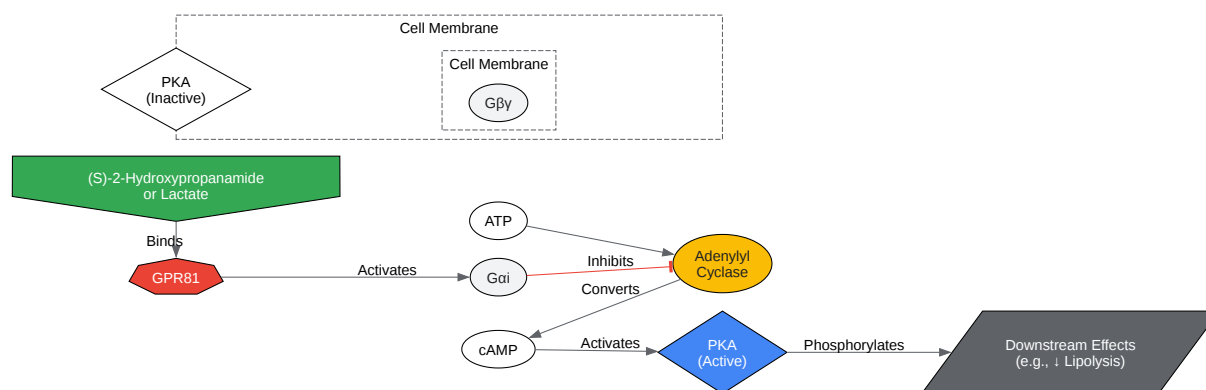 Cell Membrane
PKA
(Inactive)
Cell Membrane
Gβγ
(S)-2-Hydroxypropanamide
or Lactate
Binds
GPR81
Activates
ATP
Gαi
Inhibits
Adenylyl
Cyclase
Converts
cAMP
Activates
PKA
(Active)
Phosphorylates
Downstream Effects
(e.g., ↓ Lipolysis)